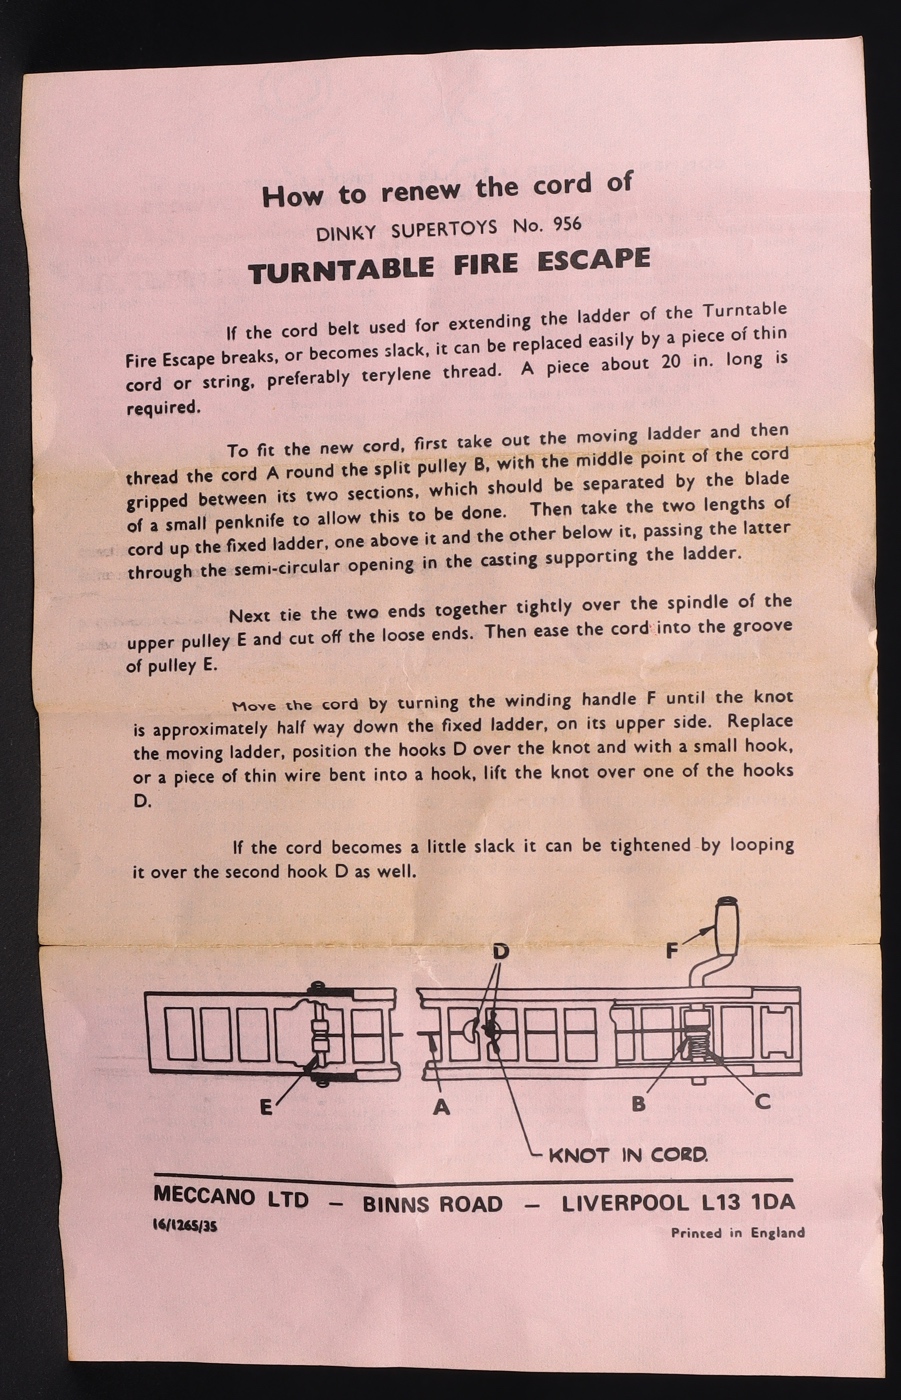 How to renew the cord of
DINKY SUPERTOYS No. 956
TURNTABLE FIRE ESCAPE
If the cord belt used for extending the ladder of the Turntable
Fire Escape breaks, or becomes slack, it can be replaced easily by a piece of thin
cord or string, preferably terylene thread. A piece about 20 in. long is
required.
To fit the new cord, first take out the moving ladder and then
thread the cord A round the split pulley B, with the middle point of the cord
gripped between its two sections, which should be separated by the blade
of a small penknife to allow this to be done. Then take the two lengths of
cord up the fixed ladder, one above it and the other below it, passing the latter
through the semi-circular opening in the casting supporting the ladder.
Next tie the two ends together tightly over the spindle of the
upper pulley E and cut off the loose ends. Then ease the cord into the groove
of pulley E.
Move the cord by turning the winding handle F until the knot
is approximately half way down the fixed ladder, on its upper side. Replace
the moving ladder, position the hooks D over the knot and with a small hook,
or a piece of thin wire bent into a hook, lift the knot over one of the hooks
D.
If the cord becomes a little slack it can be tightened by looping
it over the second hook D as well.
D
F
E
A
B
C
KNOT IN CORD.
MECCANO LTD – BINNS ROAD – LIVERPOOL L13 1DA
16/1265/35
Printed in England